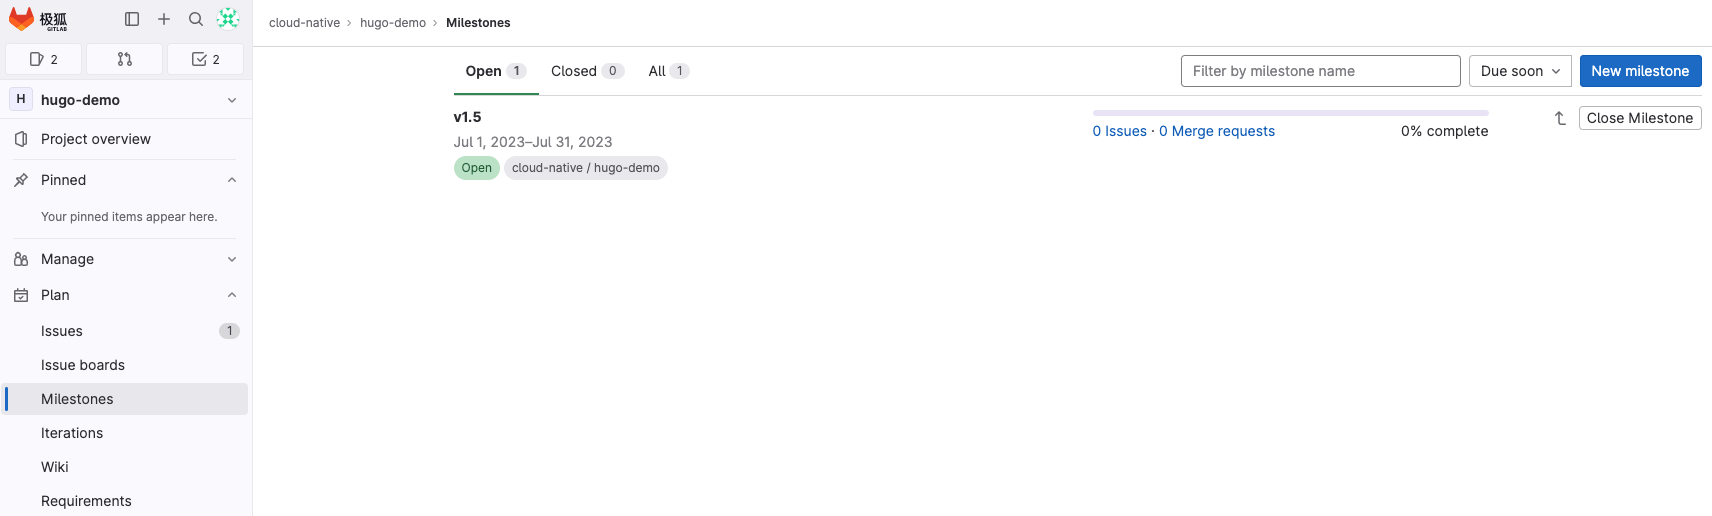 极狐
GITLAB
cloud-native › hugo-demo › Milestones
2
2
H hugo-demo
Project overview
Pinned
Your pinned items appear here.
Manage
Plan
Issues 1
Issue boards
Milestones
Iterations
Wiki
Requirements
Open 1 Closed 0 All 1
Filter by milestone name
Due soon
New milestone
v1.5
Jul 1, 2023–Jul 31, 2023
Open cloud-native / hugo-demo
0 Issues · 0 Merge requests 0% complete
Close Milestone